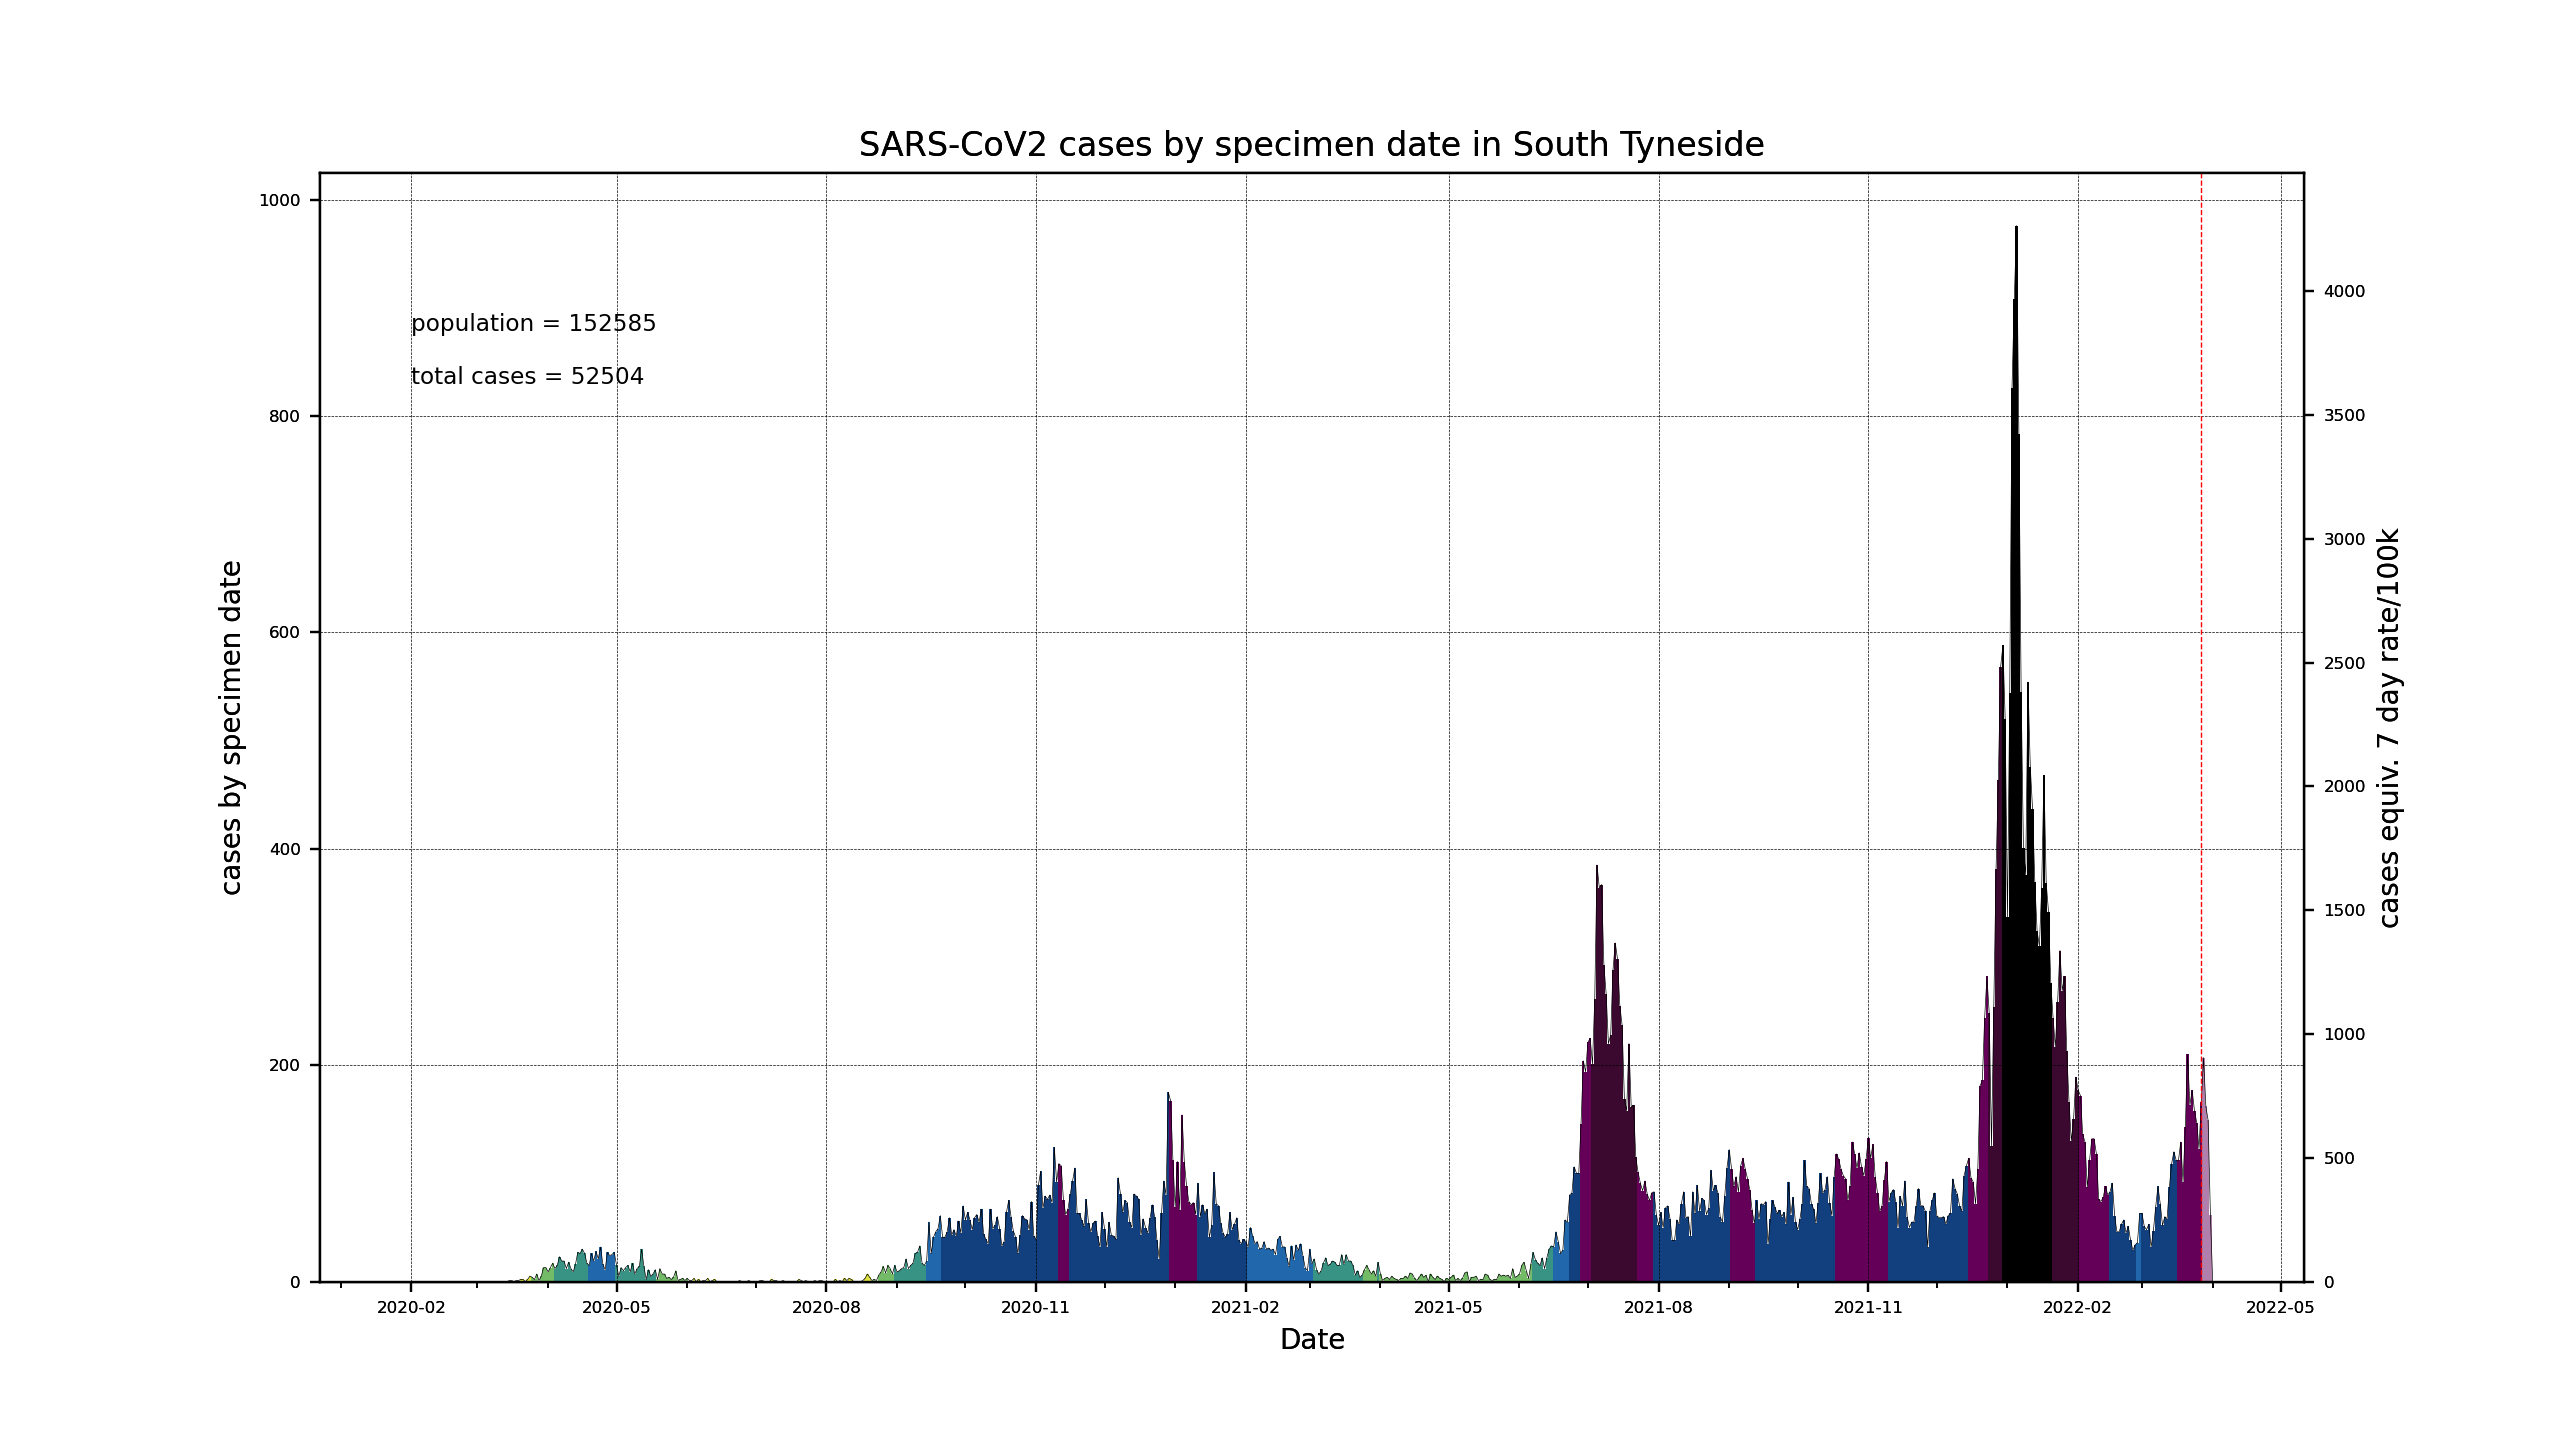 SARS-CoV2 cases by specimen date in South Tyneside
1000
800
600
400
200
0
cases by specimen date
population = 152585
total cases = 52504
4000
3500
3000
2500
2000
1500
1000
500
0
cases equiv. 7 day rate/100k
2020-02 2020-05 2020-08 2020-11 2021-02 2021-05 2021-08 2021-11 2022-02 2022-05
Date